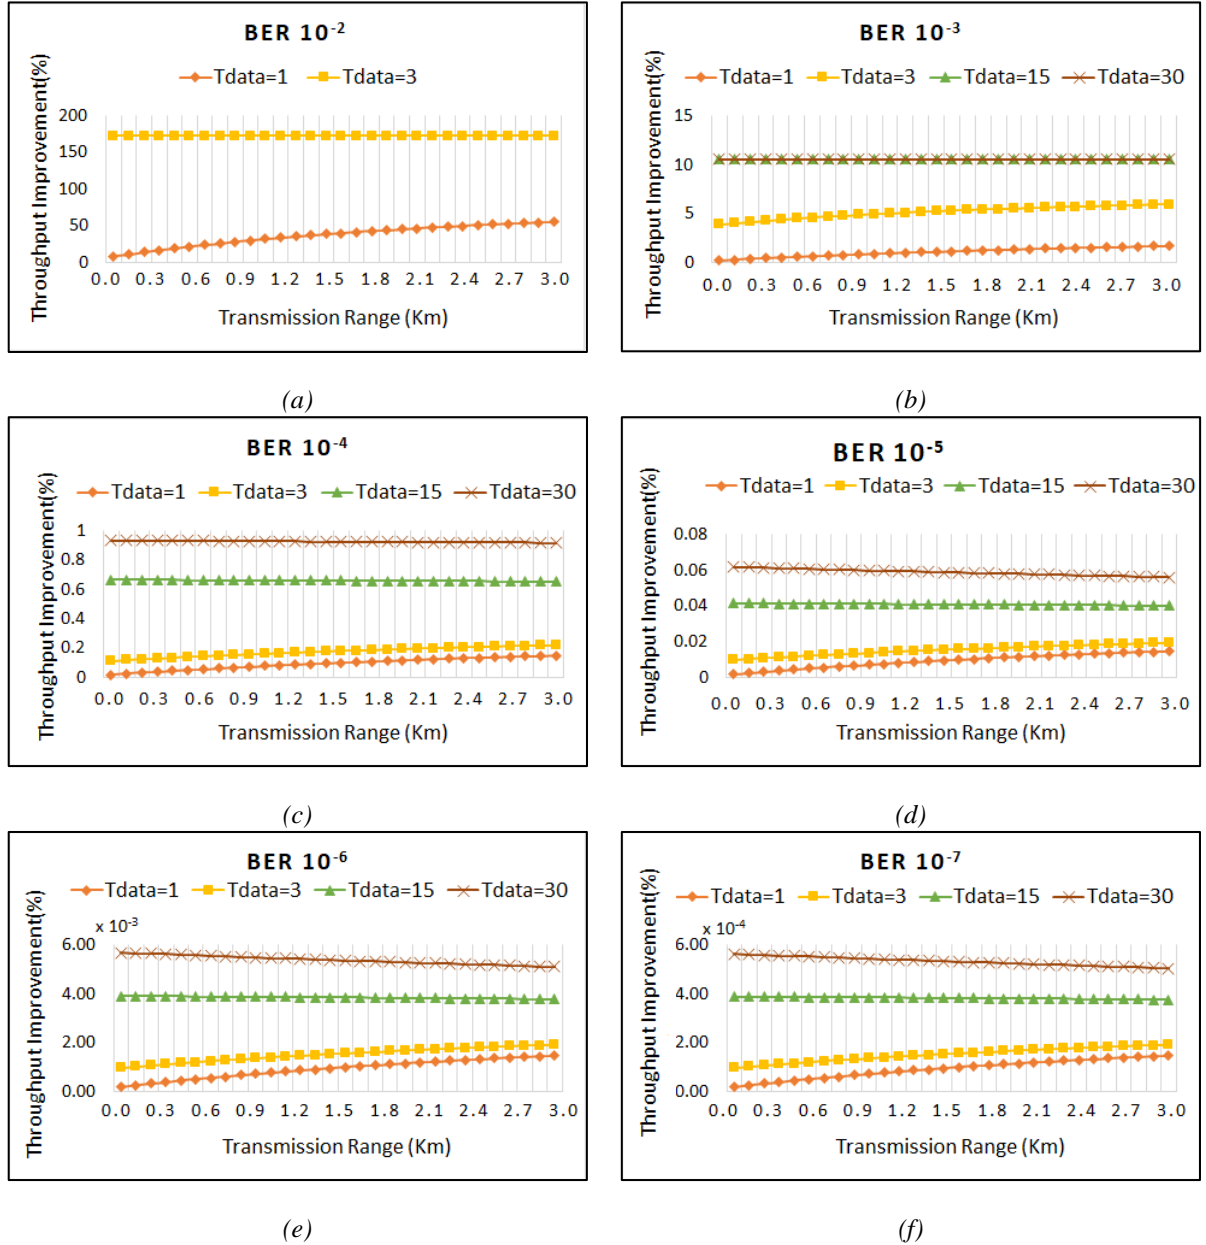 BER 10⁻²
Tdata=1 Tdata=3
Throughput Improvement(%)
200
150
100
50
0
0.0 0.3 0.6 0.9 1.2 1.5 1.8 2.1 2.4 2.7 3.0
Transmission Range (Km)
(a)
BER 10⁻³
Tdata=1 Tdata=3 Tdata=15 Tdata=30
Throughput Improvement(%)
15
10
5
0
0.0 0.3 0.6 0.9 1.2 1.5 1.8 2.1 2.4 2.7 3.0
Transmission Range (Km)
(b)
BER 10⁻⁴
Tdata=1 Tdata=3 Tdata=15 Tdata=30
Throughput Improvement(%)
1
0.8
0.6
0.4
0.2
0
0.0 0.3 0.6 0.9 1.2 1.5 1.8 2.1 2.4 2.7 3.0
Transmission Range (Km)
(c)
BER 10⁻⁵
Tdata=1 Tdata=3 Tdata=15 Tdata=30
Throughput Improvement(%)
0.08
0.06
0.04
0.02
0
0.0 0.3 0.6 0.9 1.2 1.5 1.8 2.1 2.4 2.7 3.0
Transmission Range (Km)
(d)
BER 10⁻⁶
Tdata=1 Tdata=3 Tdata=15 Tdata=30
Throughput Improvement(%)
x 10⁻³
6.00
4.00
2.00
0.00
0.0 0.3 0.6 0.9 1.2 1.5 1.8 2.1 2.4 2.7 3.0
Transmission Range (Km)
(e)
BER 10⁻⁷
Tdata=1 Tdata=3 Tdata=15 Tdata=30
Throughput Improvement(%)
x 10⁻⁴
6.00
4.00
2.00
0.00
0.0 0.3 0.6 0.9 1.2 1.5 1.8 2.1 2.4 2.7 3.0
Transmission Range (Km)
(f)